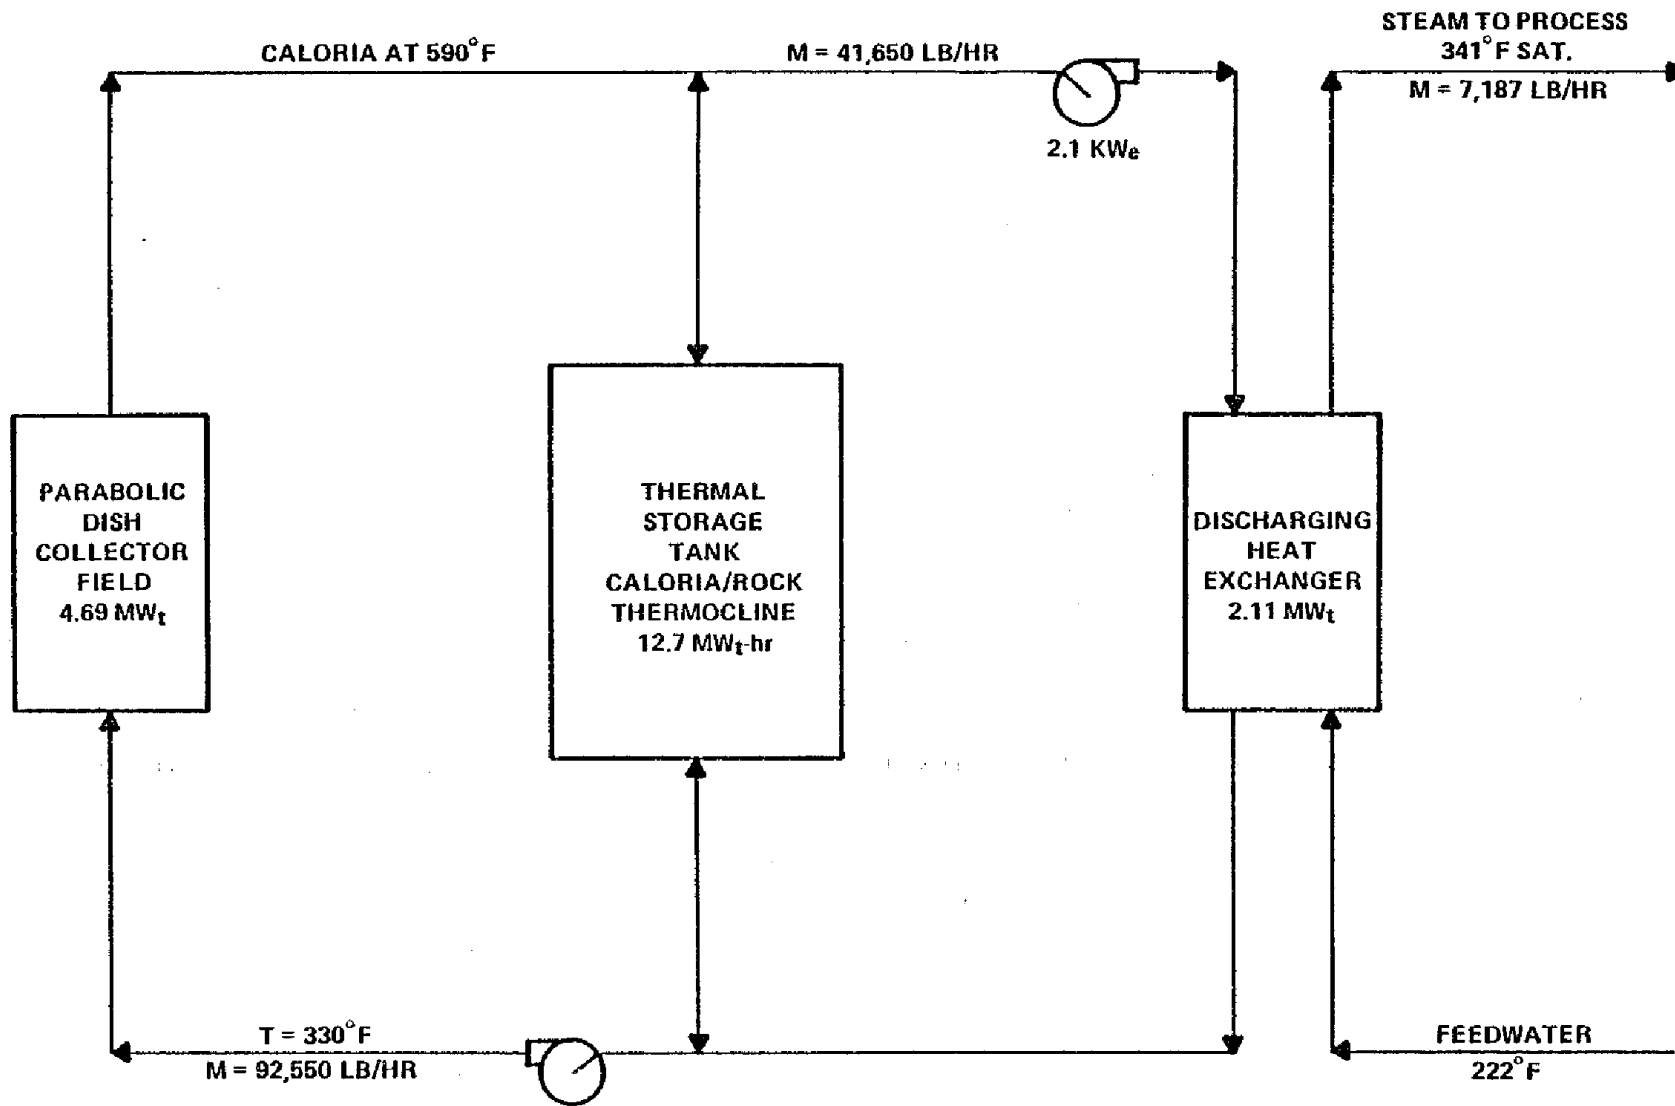 CALORIA AT 590°F
M = 41,650 LB/HR
2.1 KWe
STEAM TO PROCESS
341°F SAT.
M = 7,187 LB/HR
PARABOLIC
DISH
COLLECTOR
FIELD
4.69 MWt
THERMAL
STORAGE
TANK
CALORIA/ROCK
THERMOCLINE
12.7 MWt-hr
DISCHARGING
HEAT
EXCHANGER
2.11 MWt
T = 330°F
M = 92,550 LB/HR
FEEDWATER
222°F